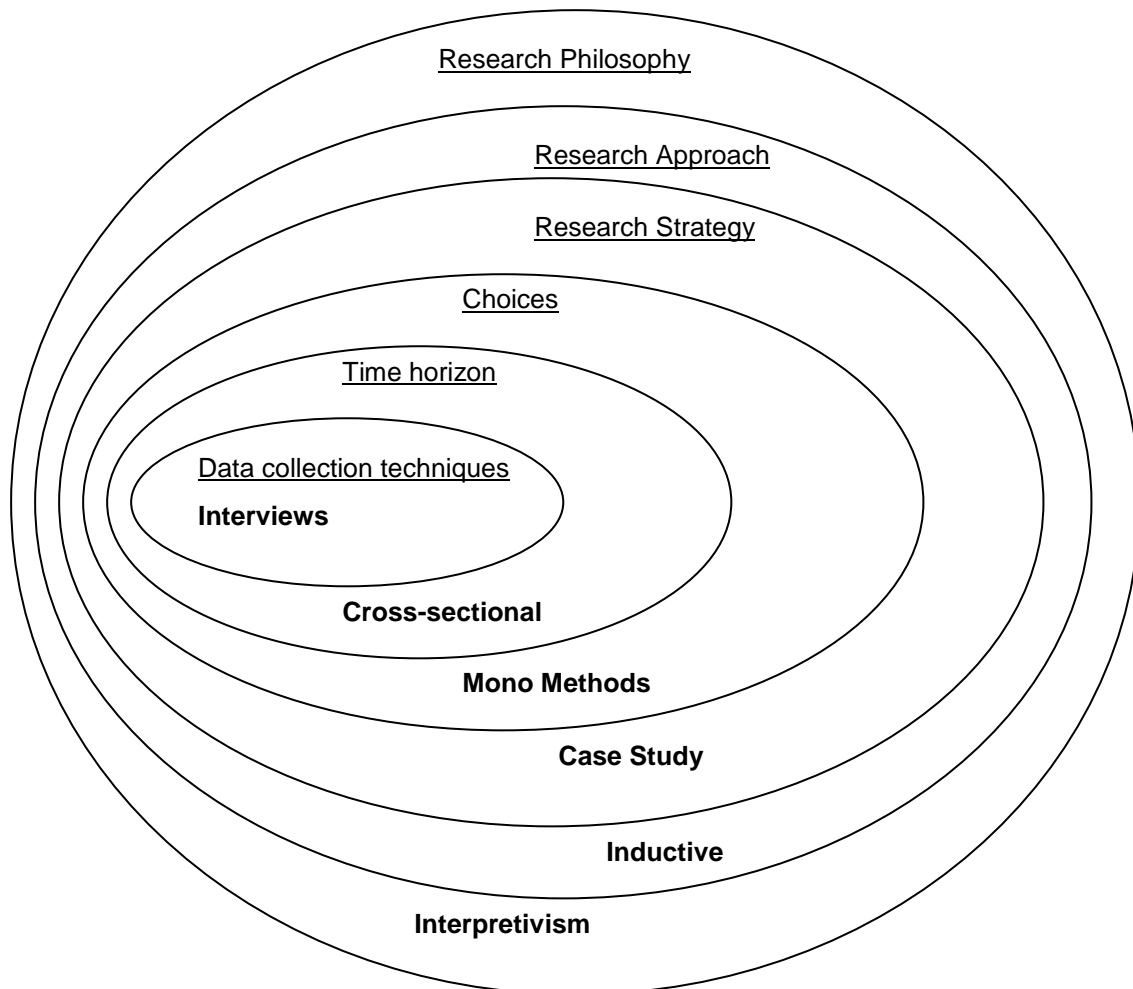 Research Philosophy
Research Approach
Research Strategy
Choices
Time horizon
Data collection techniques
Interviews
Cross-sectional
Mono Methods
Case Study
Inductive
Interpretivism